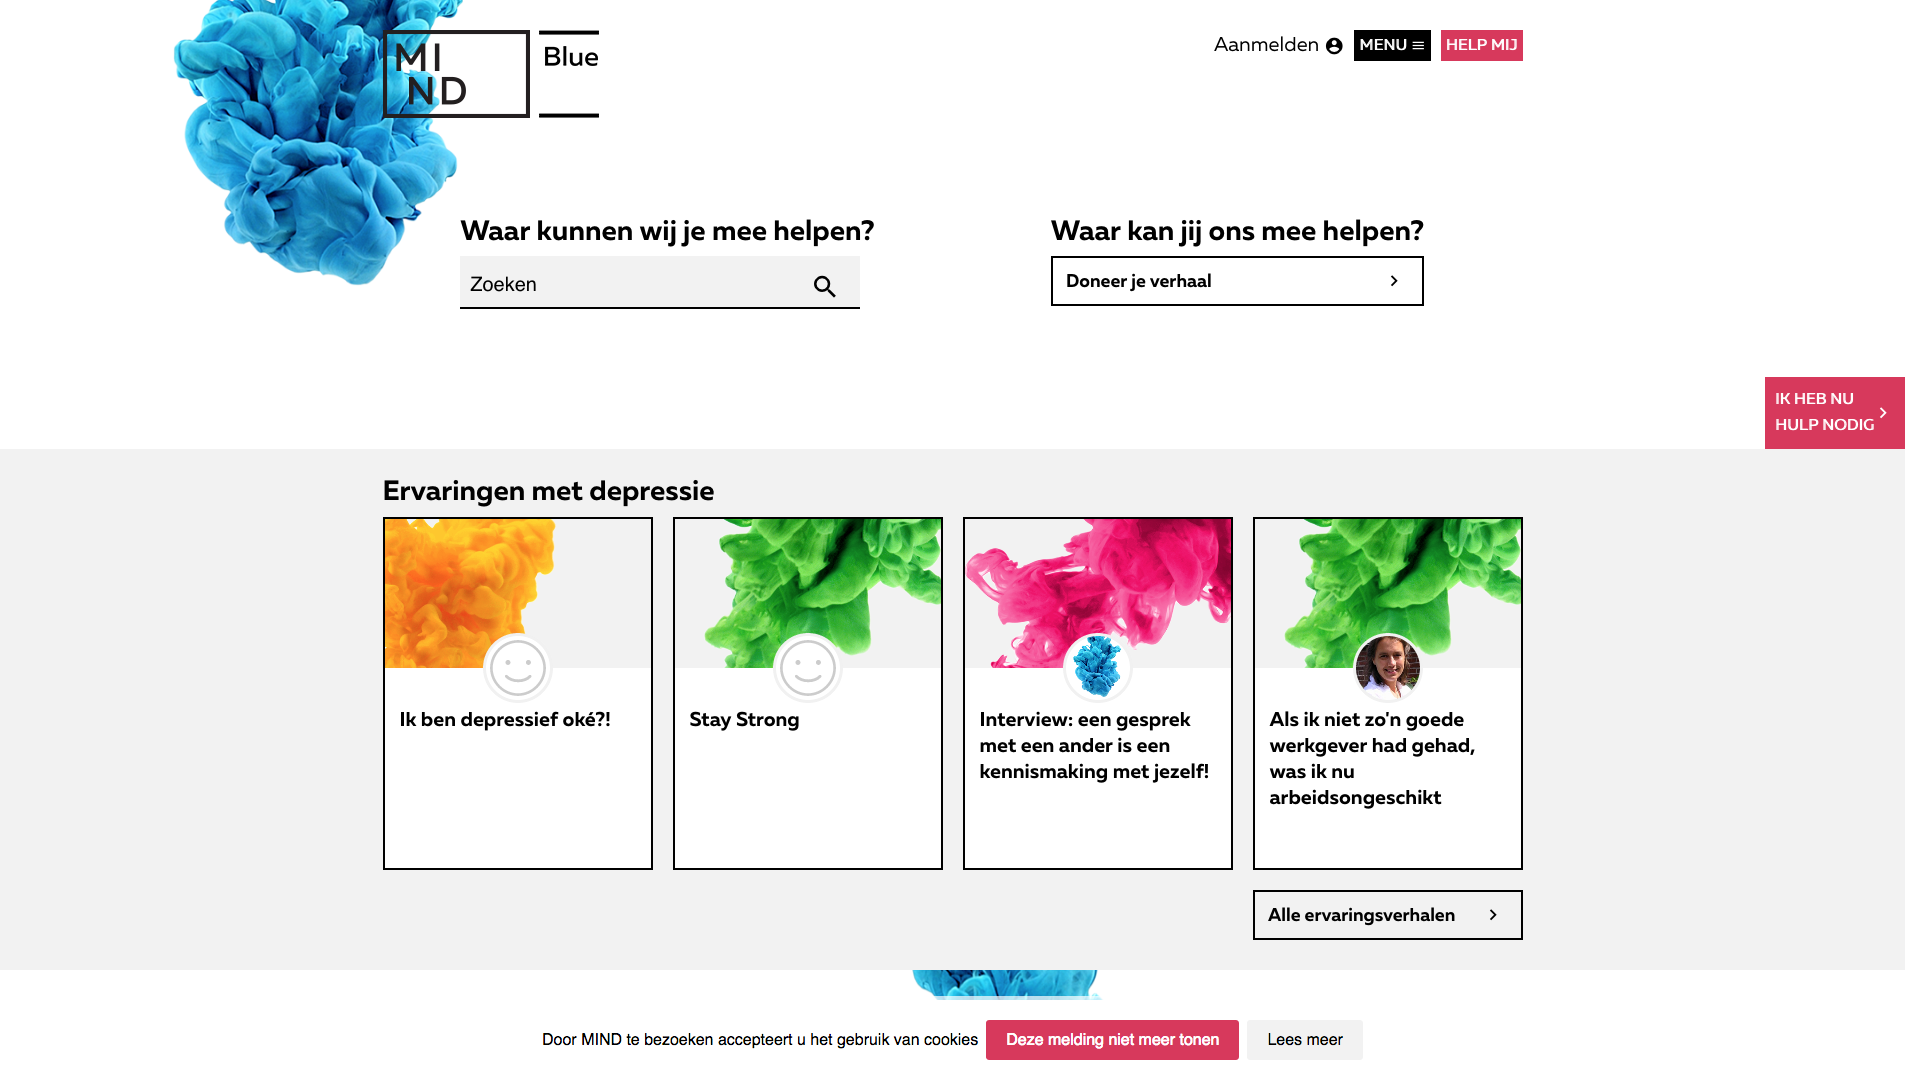 MI
ND
Blue
Aanmelden
MENU
HELP MIJ
Waar kunnen wij je mee helpen?
Zoeken
Waar kan jij ons mee helpen?
Doneer je verhaal
IK HEB NU
HULP NODIG
Ervaringen met depressie
Ik ben depressief oké?!
Stay Strong
Interview: een gesprek
met een ander is een
kennismaking met jezelf!
Als ik niet zo'n goede
werkgever had gehad,
was ik nu
arbeidsongeschikt
Alle ervaringsverhalen
Door MIND te bezoeken accepteert u het gebruik van cookies
Deze melding niet meer tonen
Lees meer